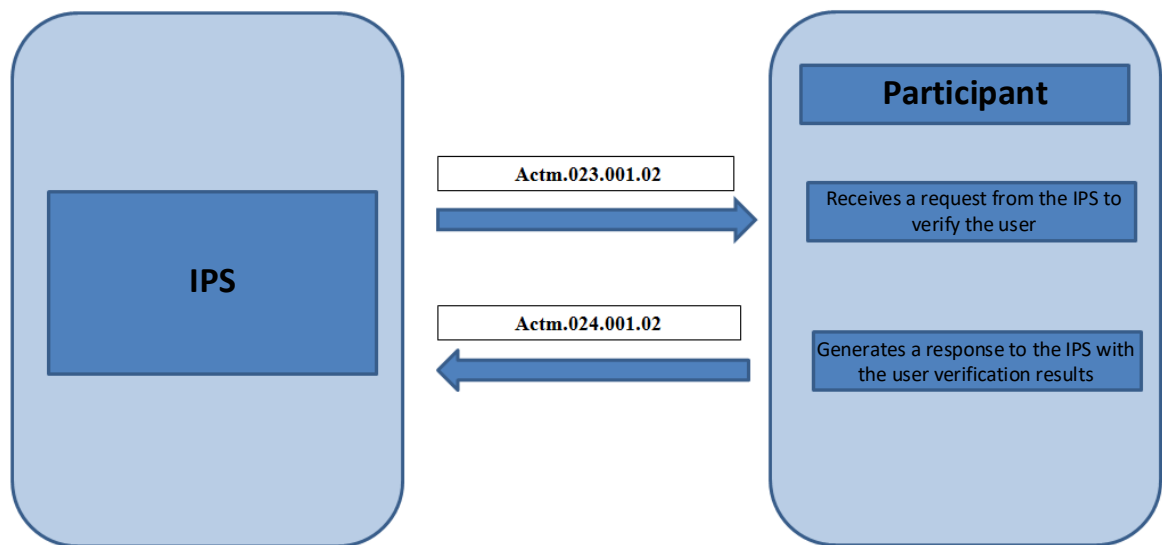 Participant
Actm.023.001.02
Receives a request from the IPS to
verify the user
IPS
Actm.024.001.02
Generates a response to the IPS with
the user verification results